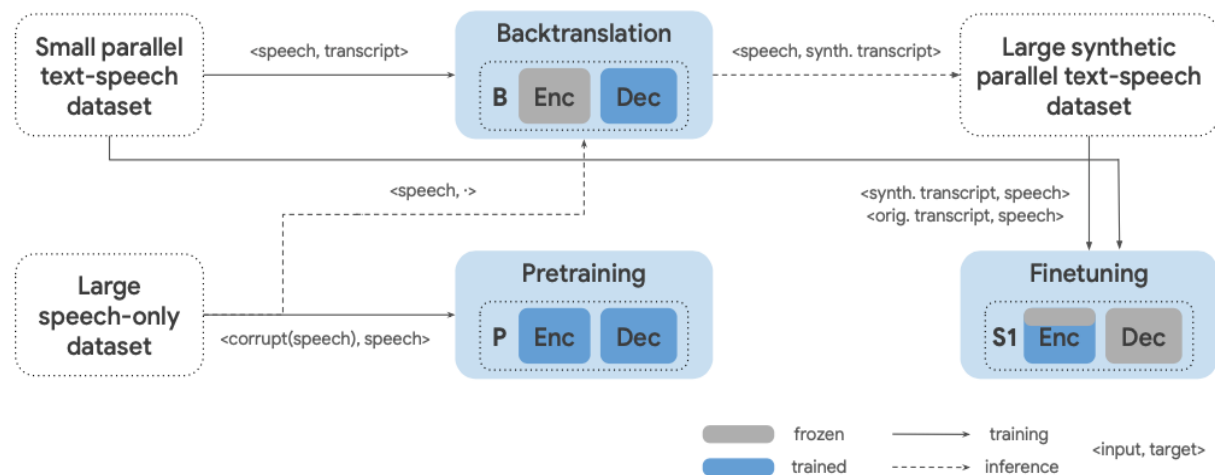 Small parallel
text-speech
dataset
<speech, transcript>
Backtranslation
B Enc Dec
<speech, synth. transcript>
Large synthetic
parallel text-speech
dataset
<speech, ·>
<synth. transcript, speech>
<orig. transcript, speech>
Large
speech-only
dataset
<corrupt(speech), speech>
Pretraining
P Enc Dec
Finetuning
S1 Enc Dec
frozen training
trained inference
<input, target>